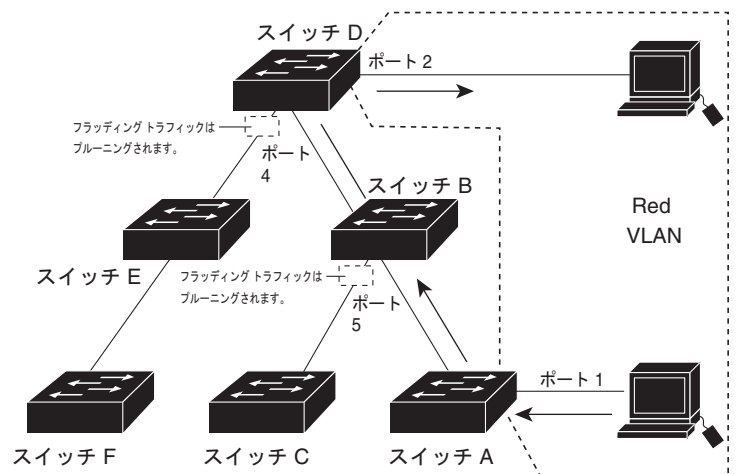 スイッチ D
ポート 2
フラッディング トラフィックは
プルーニングされます。
ポート
4
スイッチ B
Red
VLAN
スイッチ E
フラッディング トラフィックは
プルーニングされます。
ポート
5
ポート 1
スイッチ F
スイッチ C
スイッチ A